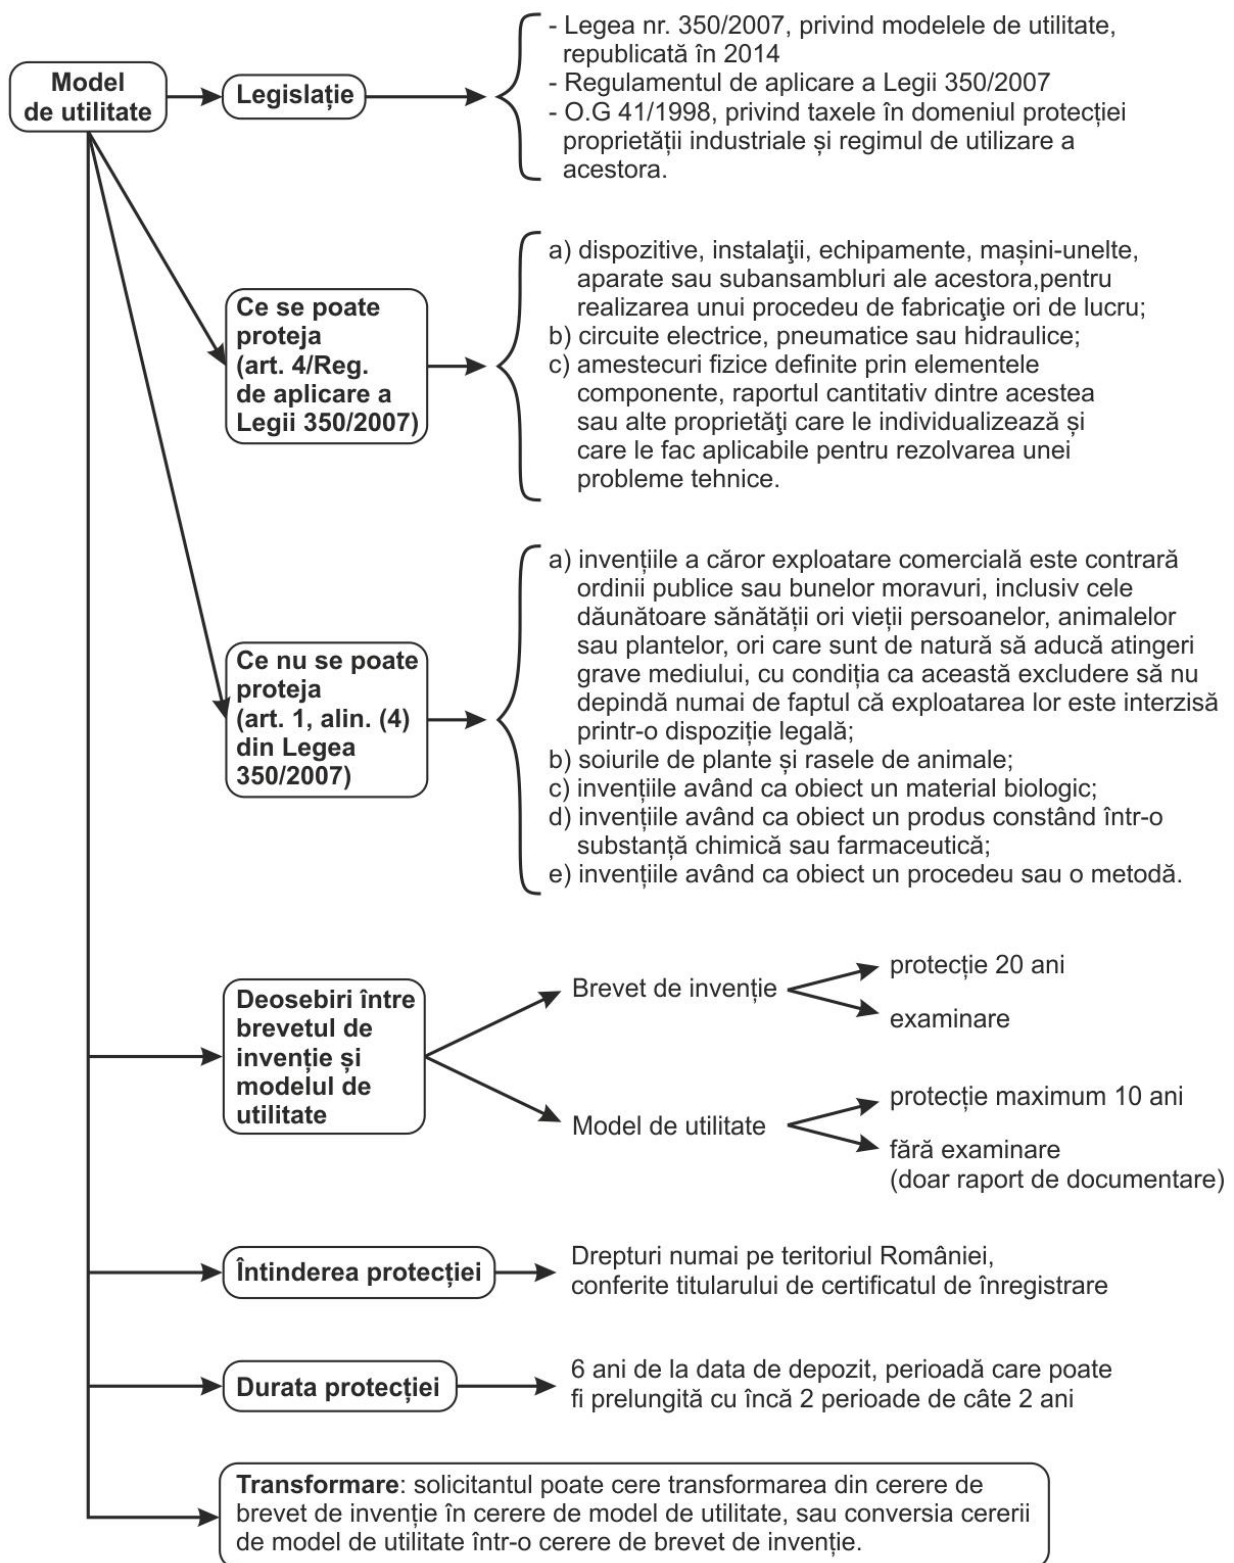 Model
de utilitate
Legislație
- Legea nr. 350/2007, privind modelele de utilitate,
republicată în 2014
- Regulamentul de aplicare a Legii 350/2007
- O.G 41/1998, privind taxele în domeniul protecției
proprietății industriale și regimul de utilizare a
acestora.
Ce se poate
proteja
(art. 4/Reg.
de aplicare a
Legii 350/2007)
a) dispozitive, instalaţii, echipamente, mașini-unelte,
aparate sau subansambluri ale acestora,pentru
realizarea unui procedeu de fabricaţie ori de lucru;
b) circuite electrice, pneumatice sau hidraulice;
c) amestecuri fizice definite prin elementele
componente, raportul cantitativ dintre acestea
sau alte proprietăţi care le individualizează și
care le fac aplicabile pentru rezolvarea unei
probleme tehnice.
Ce nu se poate
proteja
(art. 1, alin. (4)
din Legea
350/2007)
a) invențiile a căror exploatare comercială este contrară
ordinii publice sau bunelor moravuri, inclusiv cele
dăunătoare sănătății ori vieții persoanelor, animalelor
sau plantelor, ori care sunt de natură să aducă atingeri
grave mediului, cu condiția ca această excludere să nu
depindă numai de faptul că exploatarea lor este interzisă
printr-o dispoziție legală;
b) soiurile de plante și rasele de animale;
c) invențiile având ca obiect un material biologic;
d) invențiile având ca obiect un produs constând într-o
substanță chimică sau farmaceutică;
e) invențiile având ca obiect un procedeu sau o metodă.
Deosebiri între
brevetul de
invenție și
modelul de
utilitate
Brevet de invenție
protecție 20 ani
examinare
Model de utilitate
protecție maximum 10 ani
fără examinare
(doar raport de documentare)
Întinderea protecției
Drepturi numai pe teritoriul României,
conferite titularului de certificatul de înregistrare
Durata protecției
6 ani de la data de depozit, perioadă care poate
fi prelungită cu încă 2 perioade de câte 2 ani
Transformare: solicitantul poate cere transformarea din cerere de
brevet de invenție în cerere de model de utilitate, sau conversia cererii
de model de utilitate într-o cerere de brevet de invenție.